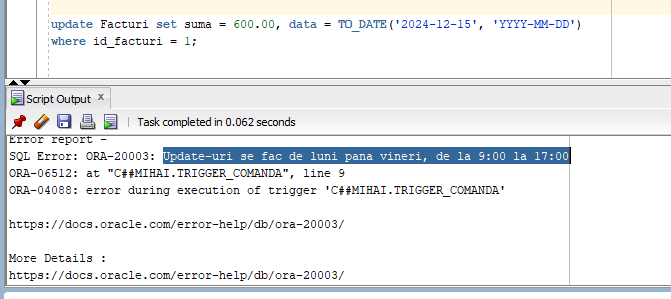 update Facturi set suma = 600.00, data = TO_DATE('2024-12-15', 'YYYY-MM-DD')
where id_facturi = 1;
Script Output x
Task completed in 0.062 seconds
Error report -
SQL Error: ORA-20003: Update-uri se fac de luni pana vineri, de la 9:00 la 17:00
ORA-06512: at "C##MIHAI.TRIGGER_COMANDA", line 9
ORA-04088: error during execution of trigger 'C##MIHAI.TRIGGER_COMANDA'
https://docs.oracle.com/error-help/db/ora-20003/
More Details :
https://docs.oracle.com/error-help/db/ora-20003/